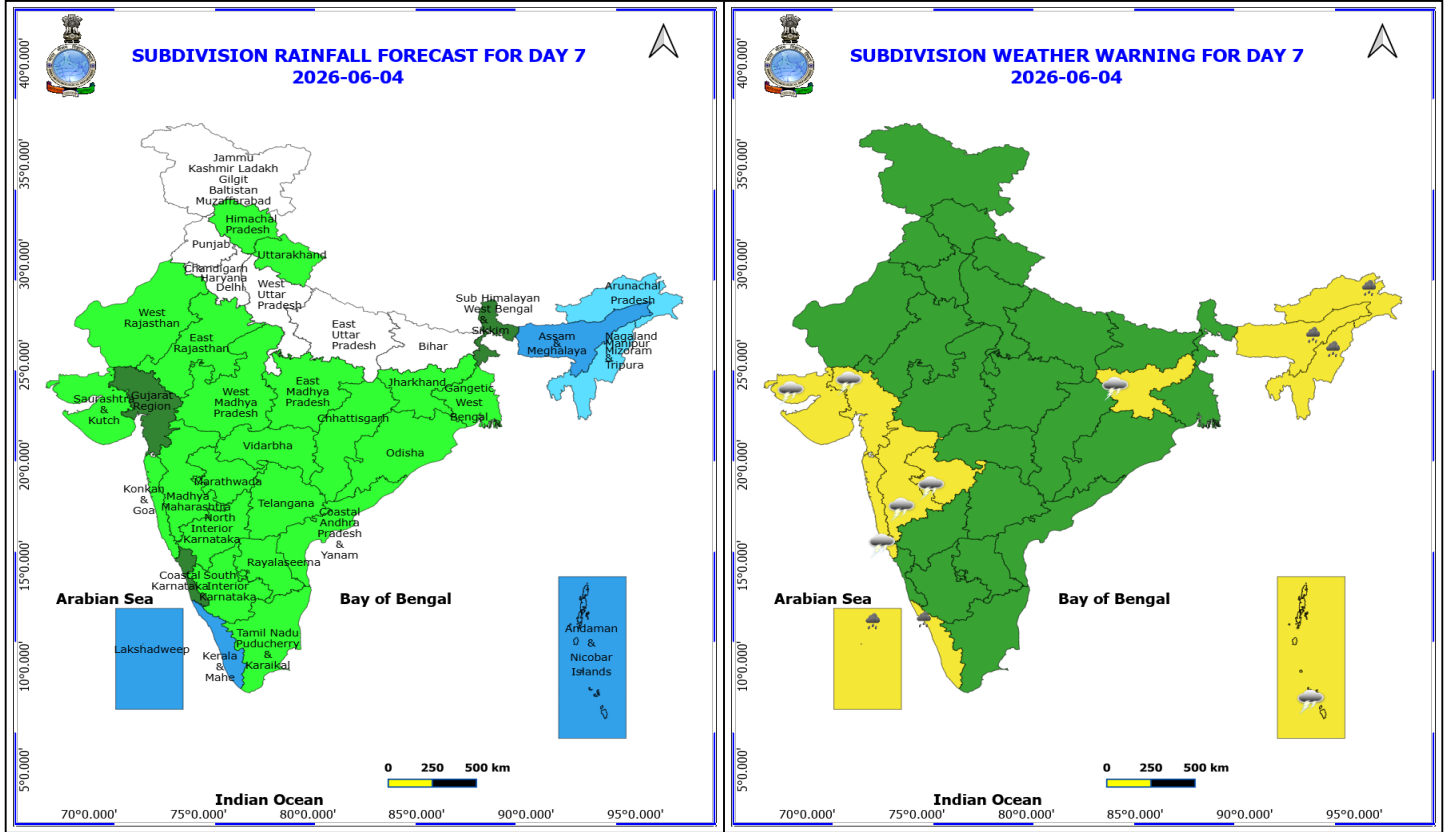 SUBDIVISION RAINFALL FORECAST FOR DAY 7
2026-06-04
40°0.000'
35°0.000'
30°0.000'
25°0.000'
20°0.000'
15°0.000'
10°0.000'
5°0.000'
Jammu
Kashmir Ladakh
Gilgit
Baltistan
Muzaffarabad
Himachal
Pradesh
Punjab
Uttarakhand
Chandigarh
Haryana
Delhi
West
Uttar
Pradesh
West
Rajasthan
East
Rajasthan
East
Uttar
Pradesh
Bihar
Sub Himalayan
West Bengal
&
Sikkim
Arunachal
Pradesh
Assam
&
Meghalaya
Nagaland
Manipur
Mizoram
&
Tripura
Saurashtra
&
Kutch
Gujarat
Region
West
Madhya
Pradesh
East
Madhya
Pradesh
Jharkhand
Gangetic
West
Bengal
Chhattisgarh
Vidarbha
Odisha
Konkan
&
Goa
Madhya
Maharashtra
Marathwada
Telangana
North
Interior
Karnataka
Coastal
Andhra
Pradesh
&
Yanam
Rayalaseema
Coastal
Karnataka
South
Interior
Karnataka
Tamil Nadu
Puducherry
&
Karaikal
Kerala
&
Mahe
Lakshadweep
Andaman
&
Nicobar
Islands
Arabian Sea
Bay of Bengal
0 250 500 km
Indian Ocean
70°0.000' 75°0.000' 80°0.000' 85°0.000' 90°0.000' 95°0.000'
SUBDIVISION WEATHER WARNING FOR DAY 7
2026-06-04
40°0.000'
35°0.000'
30°0.000'
25°0.000'
20°0.000'
15°0.000'
10°0.000'
5°0.000'
Arabian Sea
Bay of Bengal
0 250 500 km
Indian Ocean
70°0.000' 75°0.000' 80°0.000' 85°0.000' 90°0.000' 95°0.000'